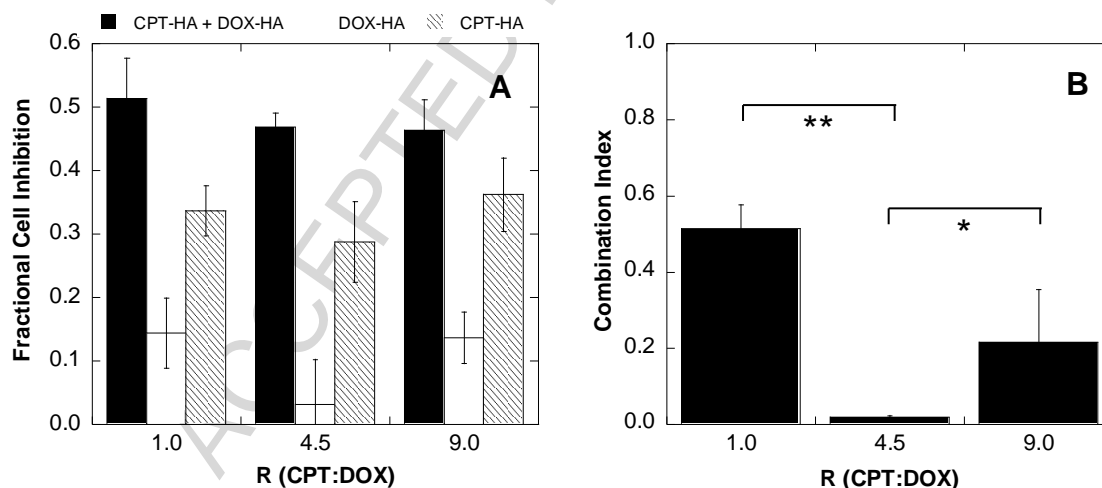 CPT-HA + DOX-HA DOX-HA CPT-HA
0.6
0.5
0.4
0.3
0.2
0.1
0.0
Fractional Cell Inhibition
A
1.0 4.5 9.0
R (CPT:DOX)
ACCEPTED
1.0
0.8
0.6
0.4
0.2
0.0
Combination Index
B
**
*
1.0 4.5 9.0
R (CPT:DOX)